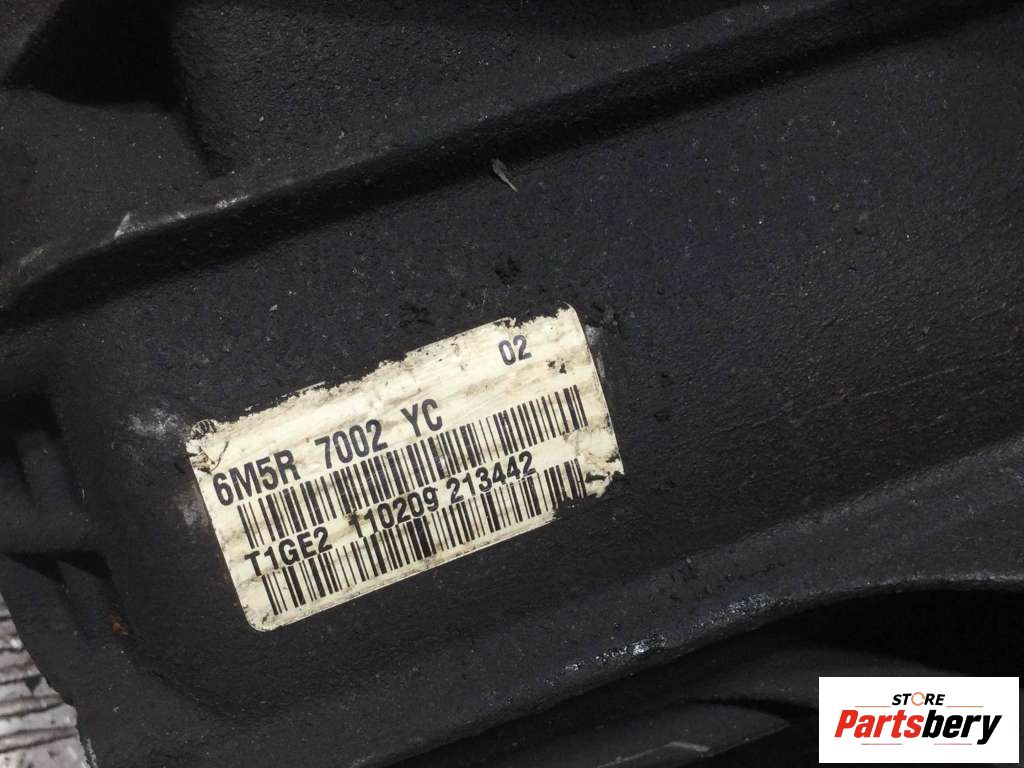 02
6M5R 7002 YC
T1GE2 110209 213442
STORE
Partsbery